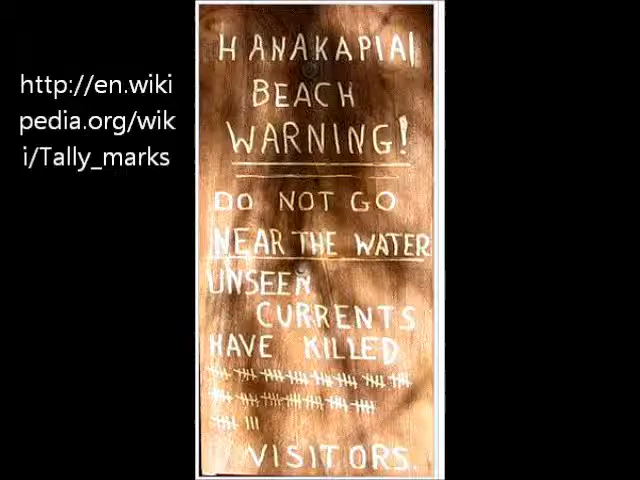 http://en.wiki
pedia.org/wik
i/Tally_marks
HANAKAPIAI
BEACH
WARNING!
DO NOT GO
NEAR THE WATER
UNSEEN
CURRENTS
HAVE KILLED
VISITORS.